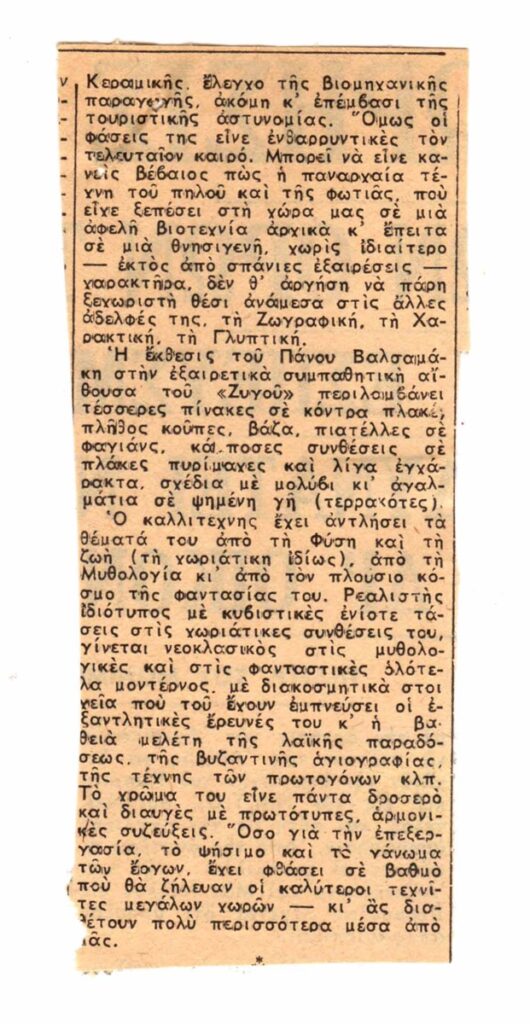 Κεραμικῆς, ἔλεγχο τῆς βιομηχανικῆς
παραγωγῆς, ἀκόμη κ' ἐπέμβασι τῆς
τουριστικῆς ἀστυνομίας. Ὅμως οἱ
φάσεις της εἶνε ἐνθαρρυντικὲς τὸν
τελευταῖον καιρό. Μπορεῖ νὰ εἶνε κα-
νεὶς βέβαιος πὼς ἡ παναρχαία τέ-
χνη τοῦ πηλοῦ καὶ τῆς φωτιᾶς, ποὺ
εἶχε ξεπέσει στὴ χώρα μας σὲ μιὰ
ἀφελῆ βιοτεχνία ἀρχικὰ κ' ἔπειτα
σὲ μιὰ θνησιγενῆ, χωρὶς ἰδιαίτερο
— ἐκτὸς ἀπὸ σπάνιες ἐξαιρέσεις —
χαρακτῆρα, δὲν θ' ἀργήση νὰ πάρη
ξεχωριστὴ θέσι ἀνάμεσα στὶς ἄλλες
ἀδελφές της, τὴ Ζωγραφική, τὴ Χα-
ρακτική, τὴ Γλυπτική.
Ἡ ἔκθεσις τοῦ Πάνου Βαλσαμά-
κη στὴν ἐξαιρετικὰ συμπαθητικὴ αἴ-
θουσα τοῦ «Ζυγοῦ» περιλαμβάνει
τέσσερες πίνακες σὲ κόντρα πλακέ,
πλῆθος κοῦπες, βάζα, πιατέλλες σὲ
φαγιάνς, κάμποσες συνθέσεις σὲ
πλάκες πυρίμαχες καὶ λίγα ἐγχά-
ρακτα, σχέδια μὲ μολύβι κι' ἀγάλ-
μάτια σὲ ψημένη γῆ (τερρακότες).
Ὁ καλλιτέχνης ἔχει ἀντλήσει τὰ
θέματά του ἀπὸ τὴ Φύση καὶ τὴ
ζωὴ (τὴ χωριάτικη ἰδίως), ἀπὸ τὴ
Μυθολογία κι' ἀπὸ τὸν πλούσιο κό-
σμο τῆς φαντασίας του. Ρεαλιστὴς
ἰδιότυπος μὲ κυβιστικὲς ἐνίοτε τά-
σεις στὶς χωριάτικες συνθέσεις του,
γίνεται νεοκλασικὸς στὶς μυθολο-
γικὲς καὶ στὶς φανταστικὲς ὁλότε-
λα μοντέρνος, μὲ διακοσμητικὰ στοι
χεῖα ποὺ τοῦ ἔχουν ἐμπνεύσει οἱ ἐ-
ξαντλητικὲς ἔρευνές του κ' ἡ βα-
θειὰ μελέτη τῆς λαϊκῆς παραδό-
σεως, τῆς βυζαντινῆς ἁγιογραφίας,
τῆς τέχνης τῶν πρωτογόνων κλπ.
Τὸ χρῶμα του εἶνε πάντα δροσερὸ
καὶ διαυγὲς μὲ πρωτότυπες, ἁρμονι-
κὲς συζεύξεις. Ὅσο γιὰ τὴν ἐπεξερ-
γασία, τὸ ψήσιμο καὶ τὸ γάνωμα
τῶν ἔργων, ἔχει φθάσει σὲ βαθμὸ
ποὺ θὰ ζήλευαν οἱ καλύτεροι τεχνῖ-
τες μεγάλων χωρῶν — κι' ἂς δια-
θέτουν πολὺ περισσότερα μέσα ἀπὸ
μᾶς.
*